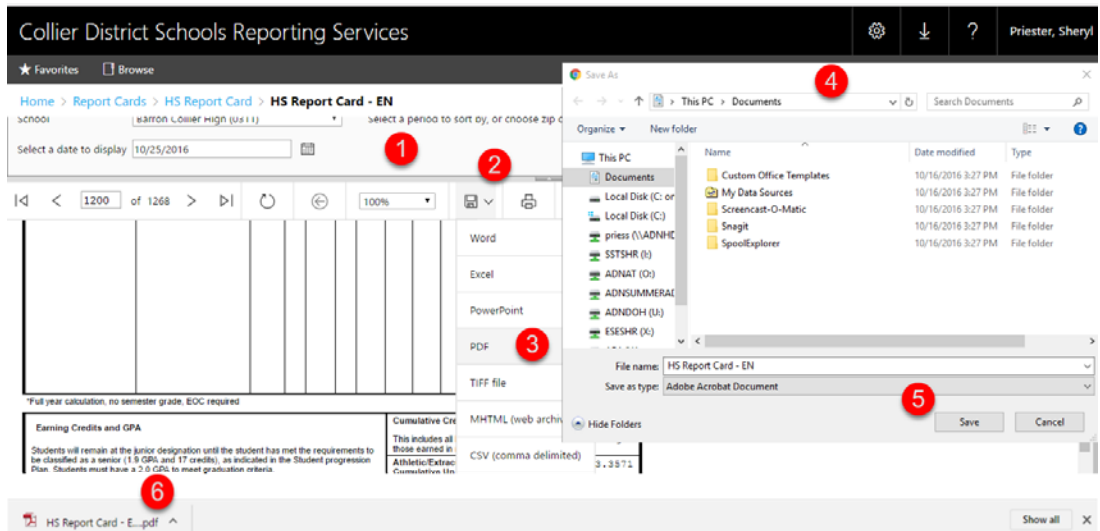 Collier District Schools Reporting Services
? Priester, Sheryl
Favorites Browse
Home > Report Cards > HS Report Card > HS Report Card - EN
School Barron Collier High (0311) Select a period to sort by, or choose zip
Select a date to display 10/25/2016
1
2
1200 of 1268
100%
Word
Excel
PowerPoint
PDF
3
TIFF file
MHTML (web archiv
CSV (comma delimited)
*Full year calculation, no semester grade, EOC required
Earning Credits and GPA
Students will remain at the junior designation until the student has met the requirements to
be classified as a senior (1.9 GPA and 17 credits), as indicated in the Student progression
Plan. Students must have a 2.0 GPA to meet graduation criteria.
Cumulative Cre
This includes all
those earned in
Athletic/Extrac
Cumulative Un
3.3571
Save As
4
This PC > Documents
Search Documents
Organize New folder
?
Name Date modified Type
This PC
Documents
Local Disk (C: or
Local Disk (C:)
priess (\\ADNHD
SSTSHR (I:)
ADNAT (O:)
ADNSUMMERAD
ADNDOH (U:)
ESESHR (X:)
Custom Office Templates 10/16/2016 3:27 PM File folder
My Data Sources 10/16/2016 3:27 PM File folder
Screencast-O-Matic 10/16/2016 3:27 PM File folder
Snagit 10/16/2016 3:27 PM File folder
SpoolExplorer 10/16/2016 3:27 PM File folder
File name: HS Report Card - EN
Save as type: Adobe Acrobat Document
5
Hide Folders Save Cancel
6
HS Report Card - E....pdf
Show all